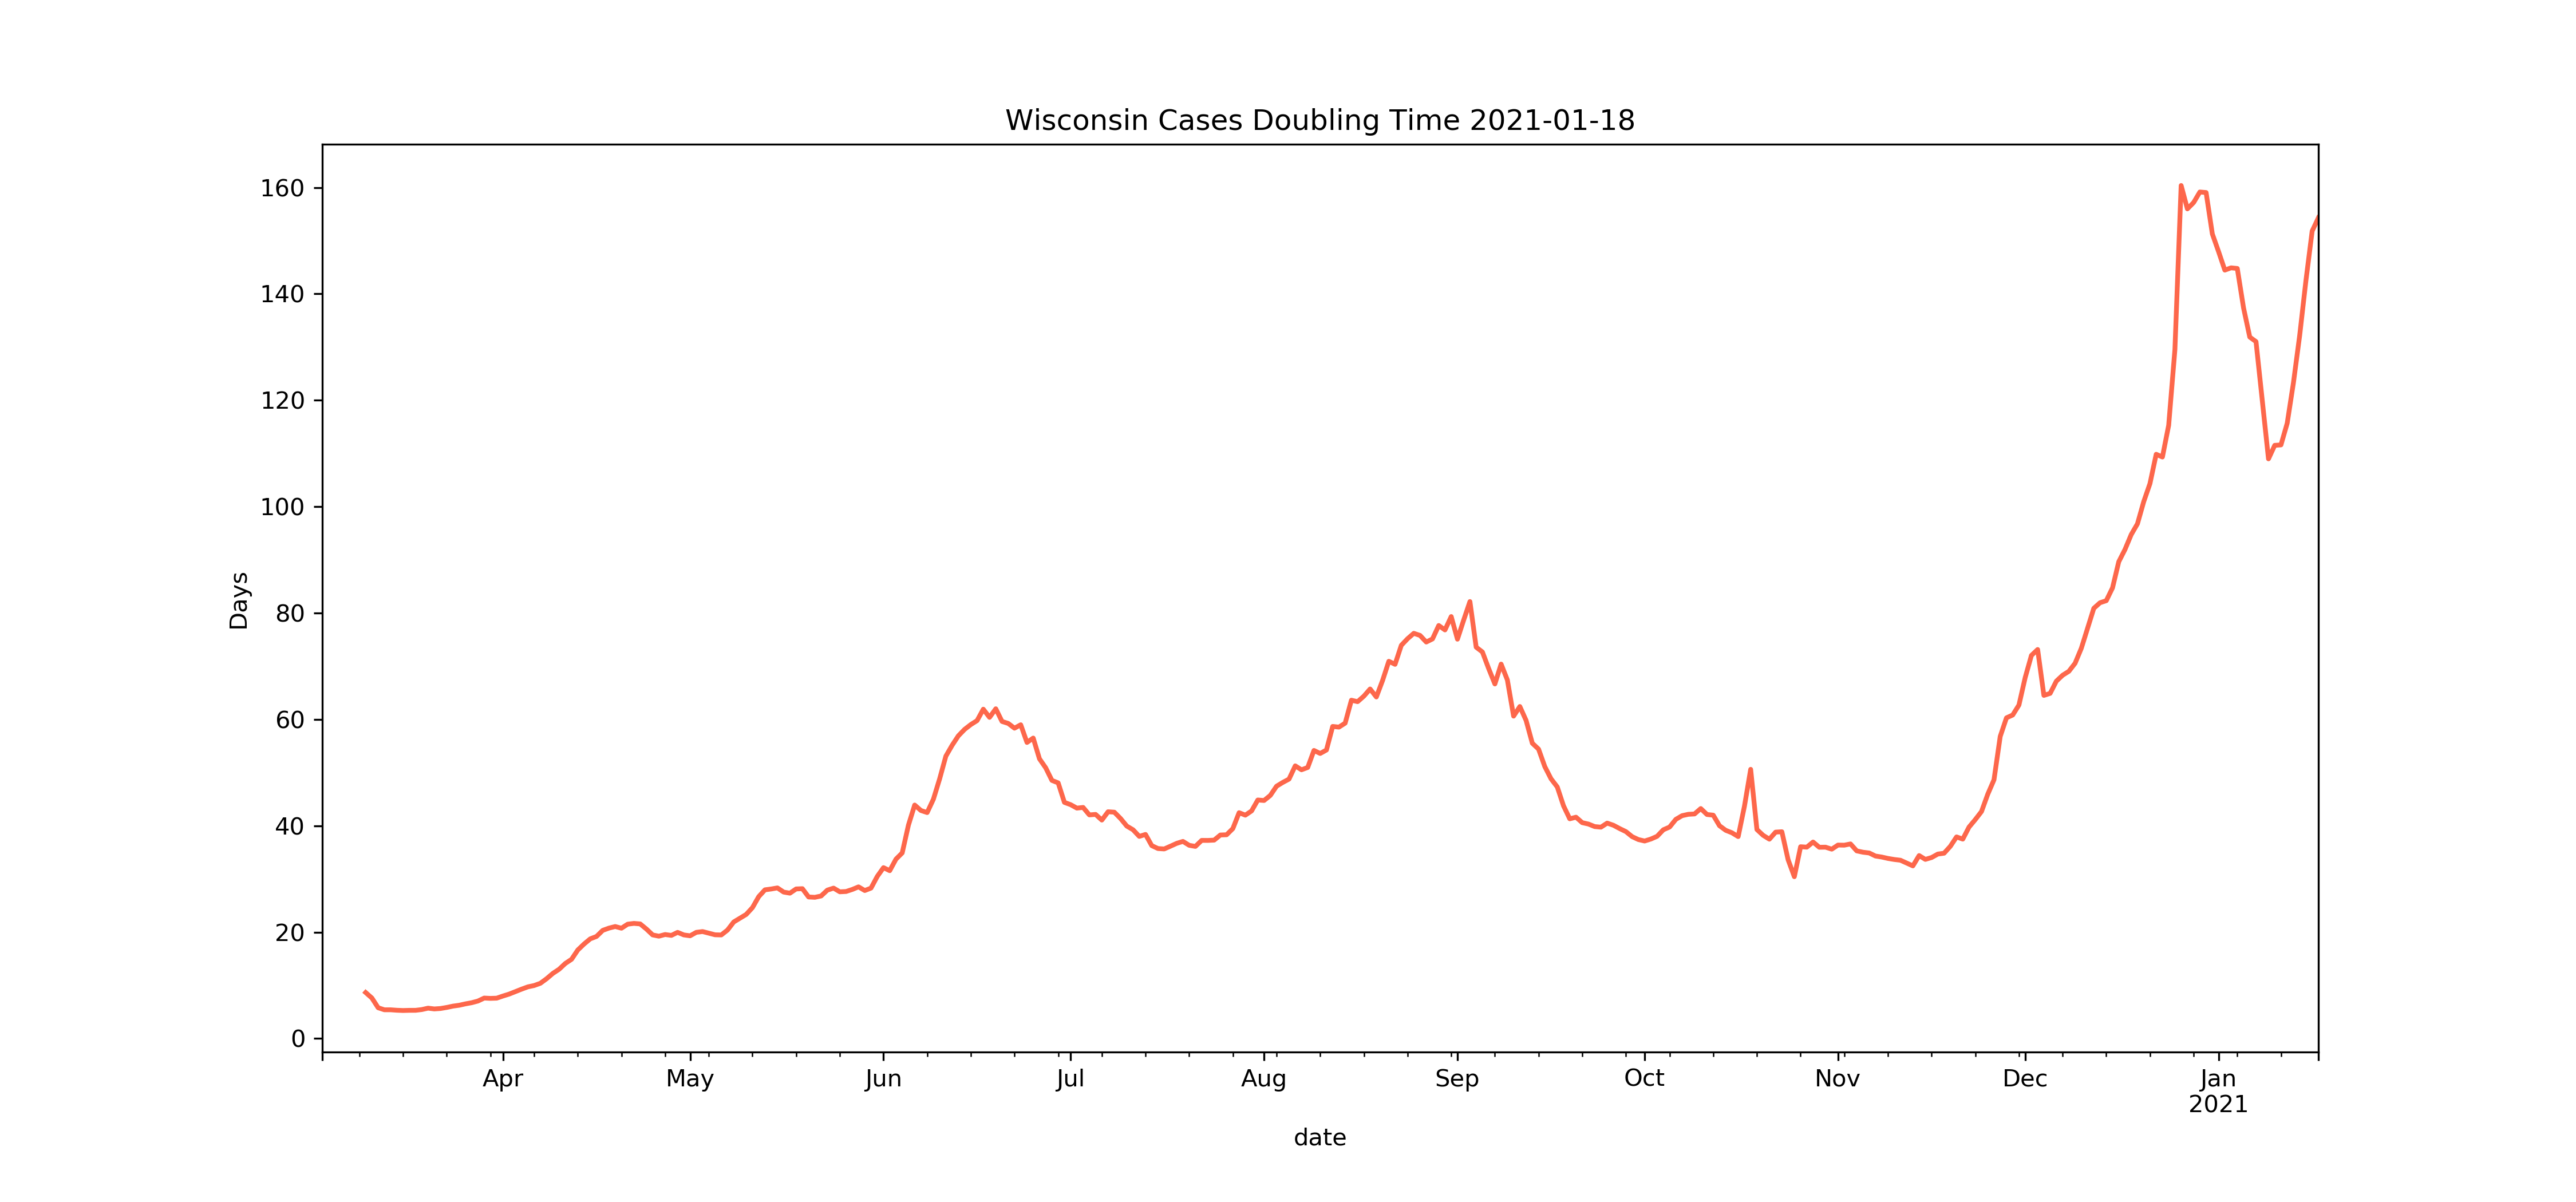 Wisconsin Cases Doubling Time 2021-01-18
160
140
120
100
80
60
40
20
0
Days
Apr May Jun Jul Aug Sep Oct Nov Dec Jan
2021
date